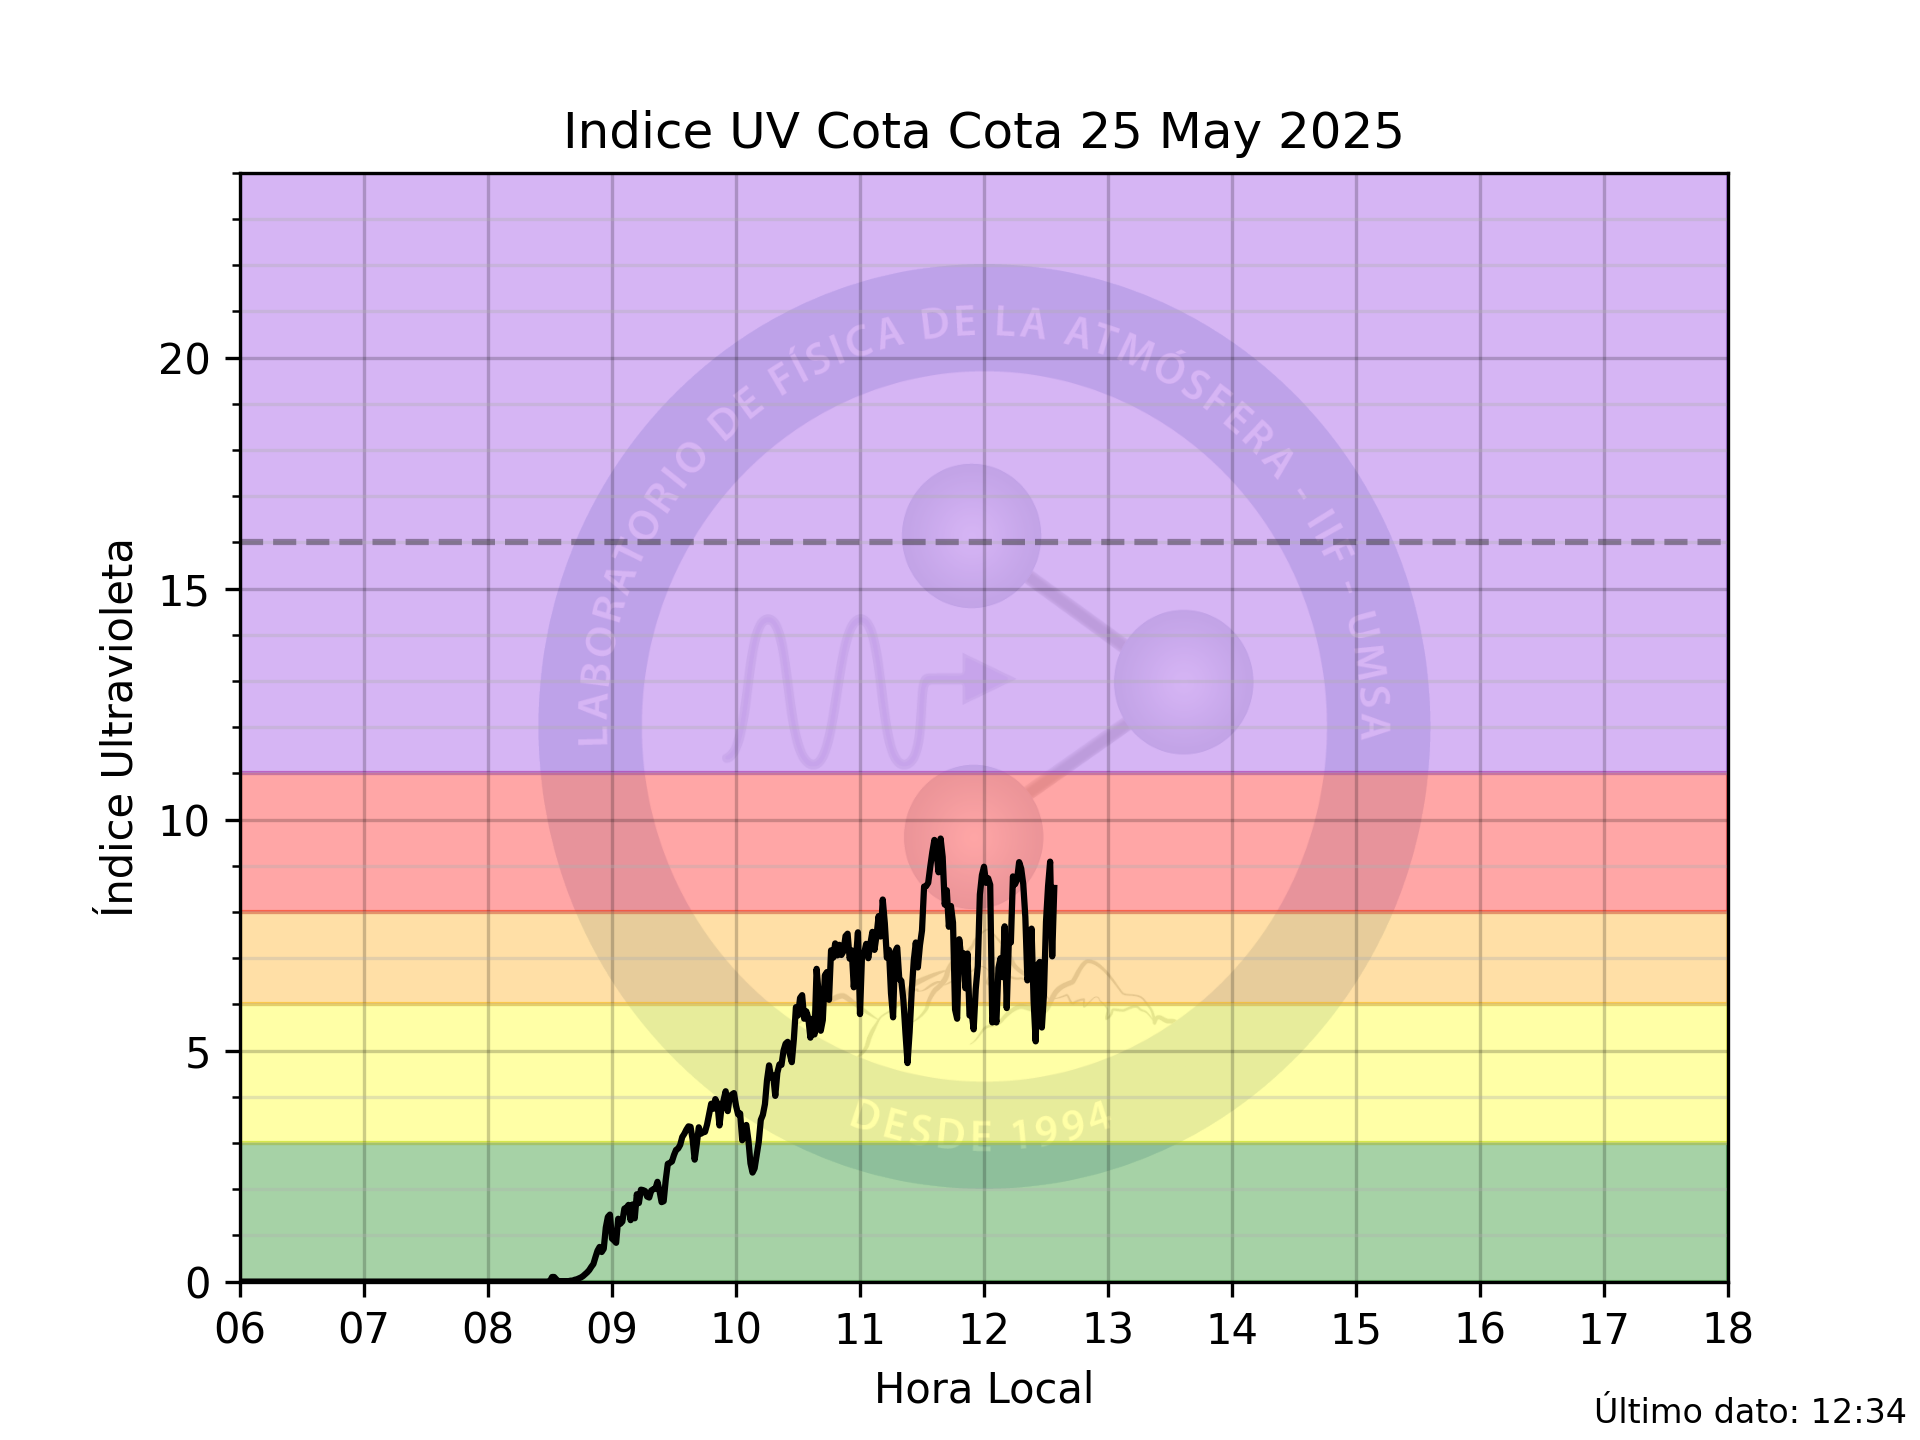 Indice UV Cota Cota 25 May 2025
Índice Ultravioleta
20
15
10
5
0
LABORATORIO DE FÍSICA DE LA ATMÓSFERA - IIF - UMSA
DESDE 1994
06 07 08 09 10 11 12 13 14 15 16 17 18
Hora Local
Último dato: 12:34